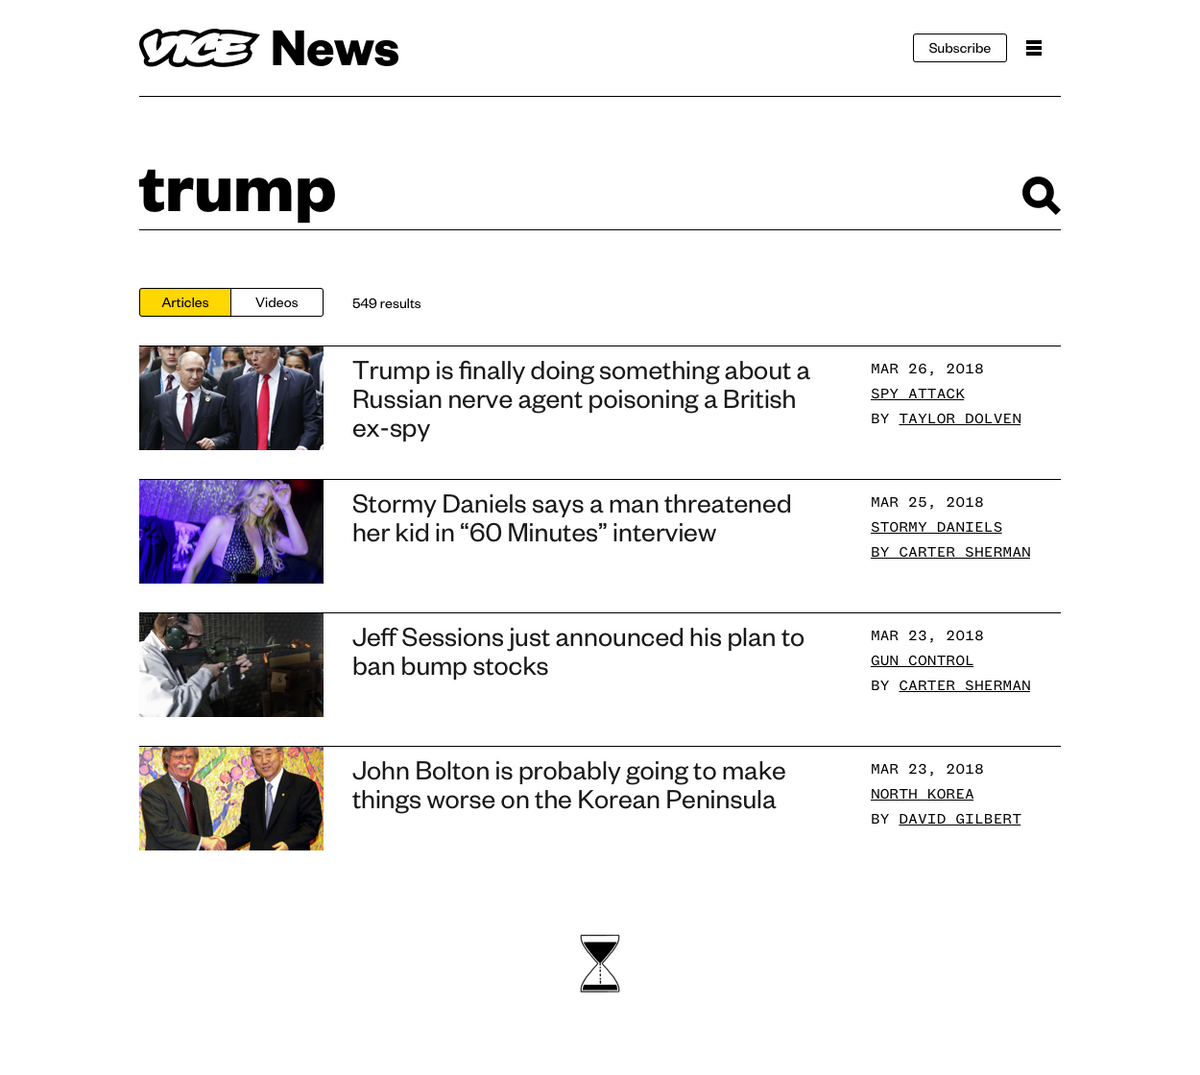 VICE News
Subscribe
trump
Articles
Videos
549 results
Trump is finally doing something about a
Russian nerve agent poisoning a British
ex-spy
MAR 26, 2018
SPY ATTACK
BY TAYLOR DOLVEN
Stormy Daniels says a man threatened
her kid in “60 Minutes” interview
MAR 25, 2018
STORMY DANIELS
BY CARTER SHERMAN
Jeff Sessions just announced his plan to
ban bump stocks
MAR 23, 2018
GUN CONTROL
BY CARTER SHERMAN
John Bolton is probably going to make
things worse on the Korean Peninsula
MAR 23, 2018
NORTH KOREA
BY DAVID GILBERT